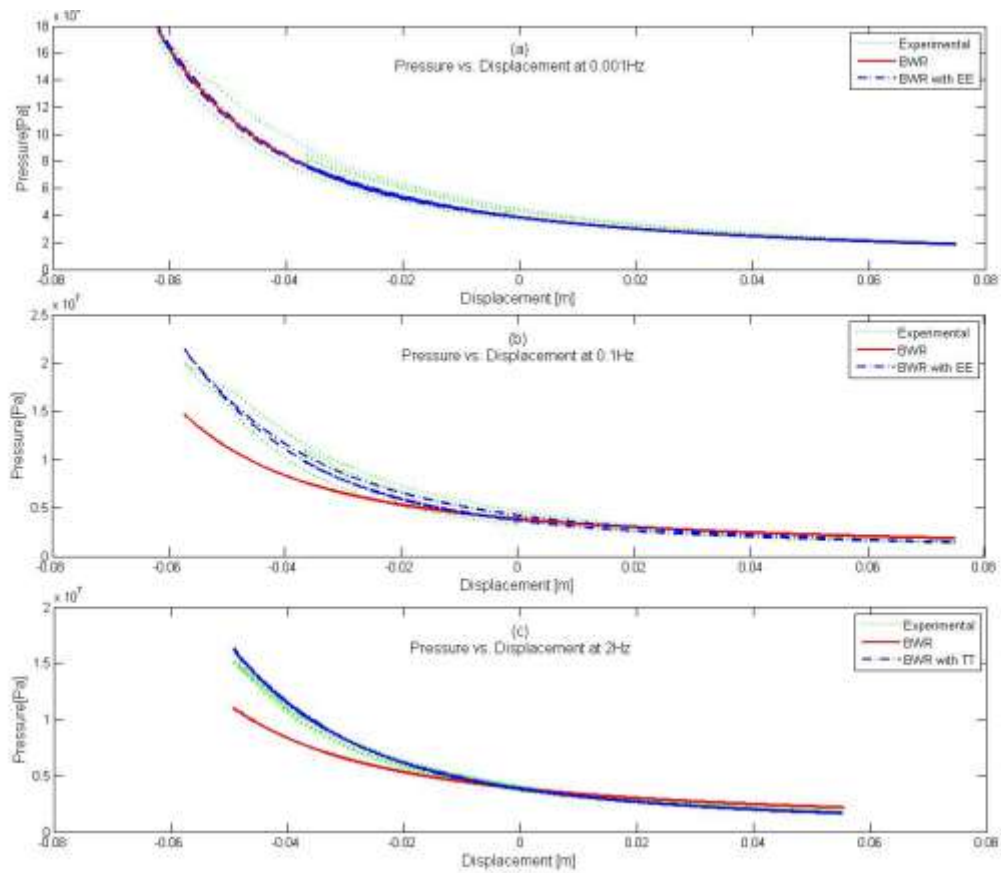 18 x 10⁶
(a)
Pressure vs. Displacement at 0.001Hz
Experimental
BWR
BWR with EE
16
14
12
10
8
6
4
2
0
Pressure[Pa]
-0.08 -0.06 -0.04 -0.02 0 0.02 0.04 0.06 0.08
Displacement [m]
x 10⁷
(b)
Pressure vs. Displacement at 0.1Hz
Experimental
BWR
BWR with EE
2.5
2
1.5
1
0.5
0
Pressure[Pa]
-0.08 -0.06 -0.04 -0.02 0 0.02 0.04 0.06 0.08
Displacement [m]
x 10⁷
(c)
Pressure vs. Displacement at 2Hz
Experimental
BWR
BWR with TT
2
1.5
1
0.5
0
Pressure[Pa]
-0.08 -0.06 -0.04 -0.02 0 0.02 0.04 0.06 0.08
Displacement [m]